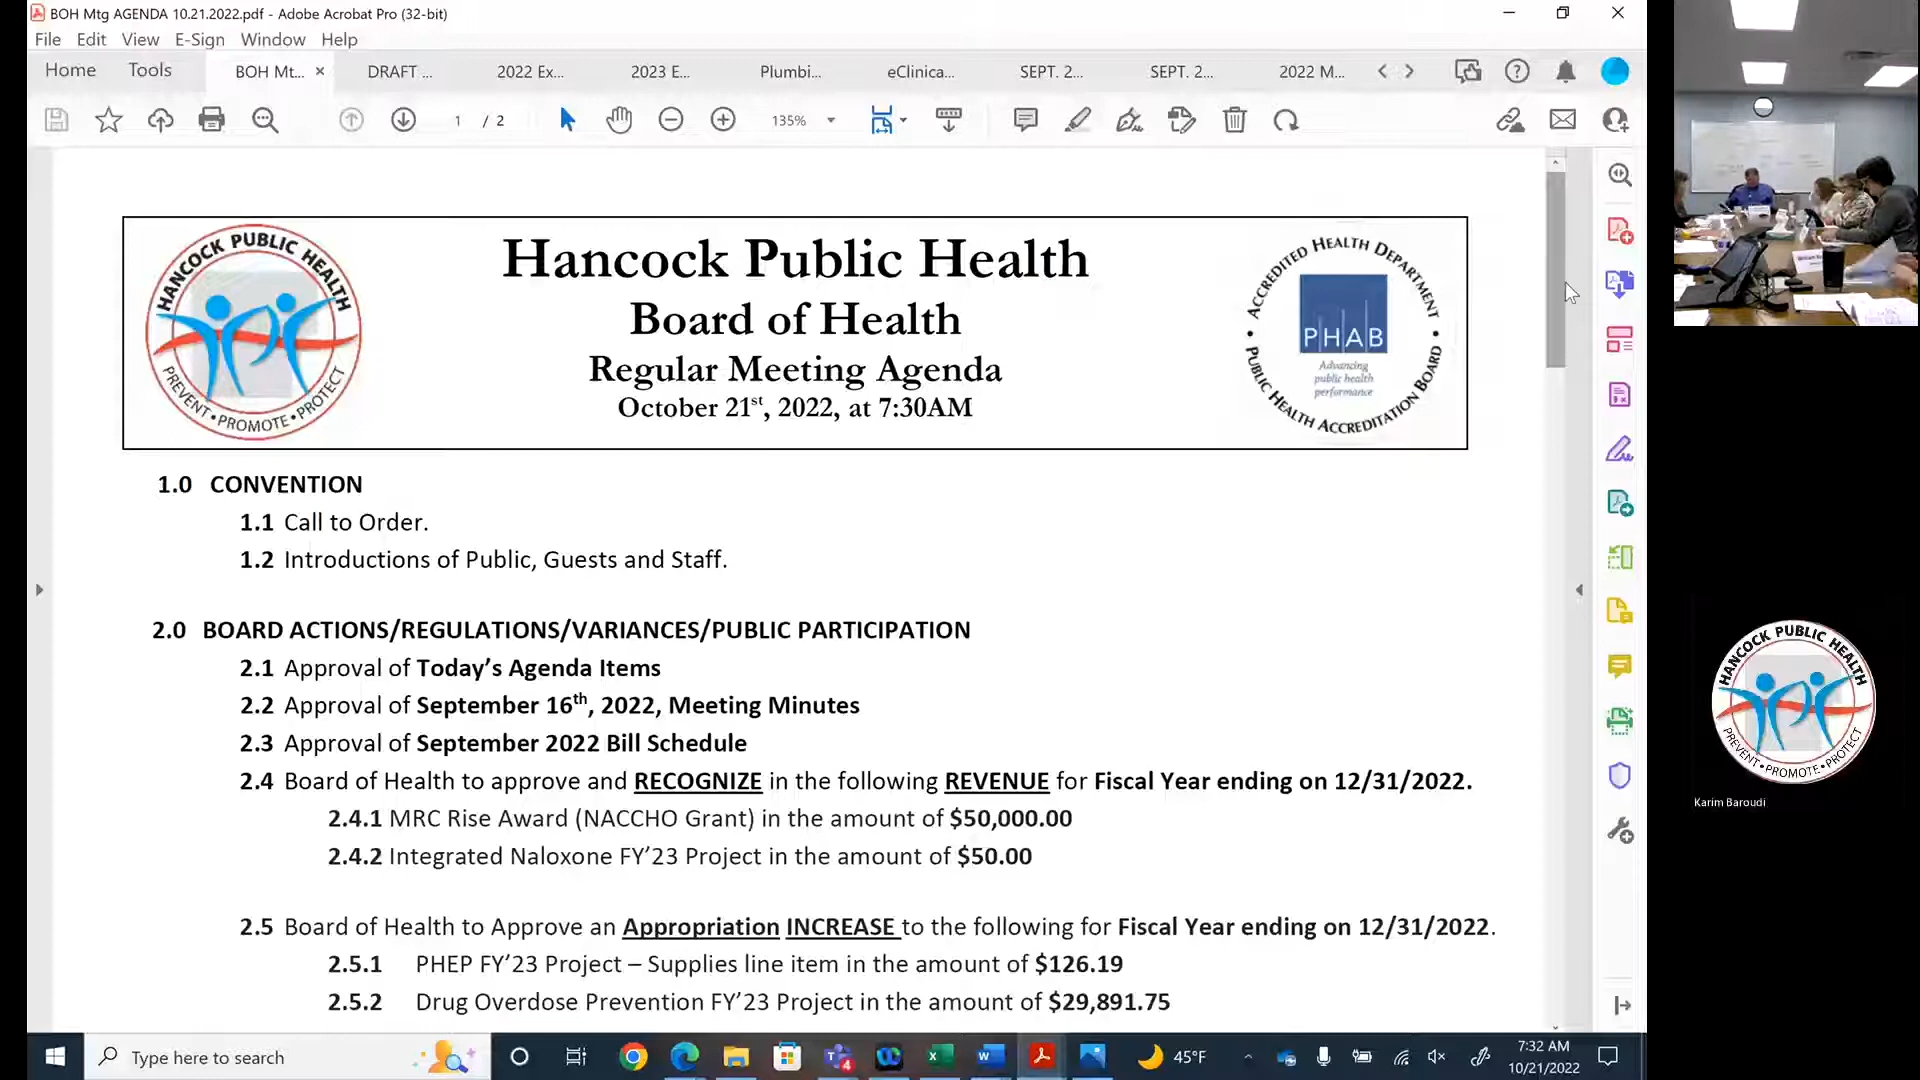 BOH Mtg AGENDA 10.21.2022.pdf - Adobe Acrobat Pro (32-bit)
File Edit View E-Sign Window Help
Home Tools BOH Mt... × DRAFT ... 2022 Ex... 2023 E... Plumbi... eClinica... SEPT. 2... SEPT. 2... 2022 M...
1 / 2 135%
HANCOCK PUBLIC HEALTH
PREVENT • PROMOTE • PROTECT
Hancock Public Health
Board of Health
Regular Meeting Agenda
October 21st, 2022, at 7:30AM
ACCREDITED HEALTH DEPARTMENT
PHAB
Advancing
public health
performance
PUBLIC HEALTH ACCREDITATION BOARD
1.0 CONVENTION
1.1 Call to Order.
1.2 Introductions of Public, Guests and Staff.
2.0 BOARD ACTIONS/REGULATIONS/VARIANCES/PUBLIC PARTICIPATION
2.1 Approval of Today's Agenda Items
2.2 Approval of September 16th, 2022, Meeting Minutes
2.3 Approval of September 2022 Bill Schedule
2.4 Board of Health to approve and RECOGNIZE in the following REVENUE for Fiscal Year ending on 12/31/2022.
2.4.1 MRC Rise Award (NACCHO Grant) in the amount of $50,000.00
2.4.2 Integrated Naloxone FY'23 Project in the amount of $50.00
2.5 Board of Health to Approve an Appropriation INCREASE to the following for Fiscal Year ending on 12/31/2022.
2.5.1 PHEP FY'23 Project – Supplies line item in the amount of $126.19
2.5.2 Drug Overdose Prevention FY'23 Project in the amount of $29,891.75
HANCOCK PUBLIC HEALTH
PREVENT • PROMOTE • PROTECT
Karim Baroudi
Type here to search
4
45°F
7:32 AM
10/21/2022